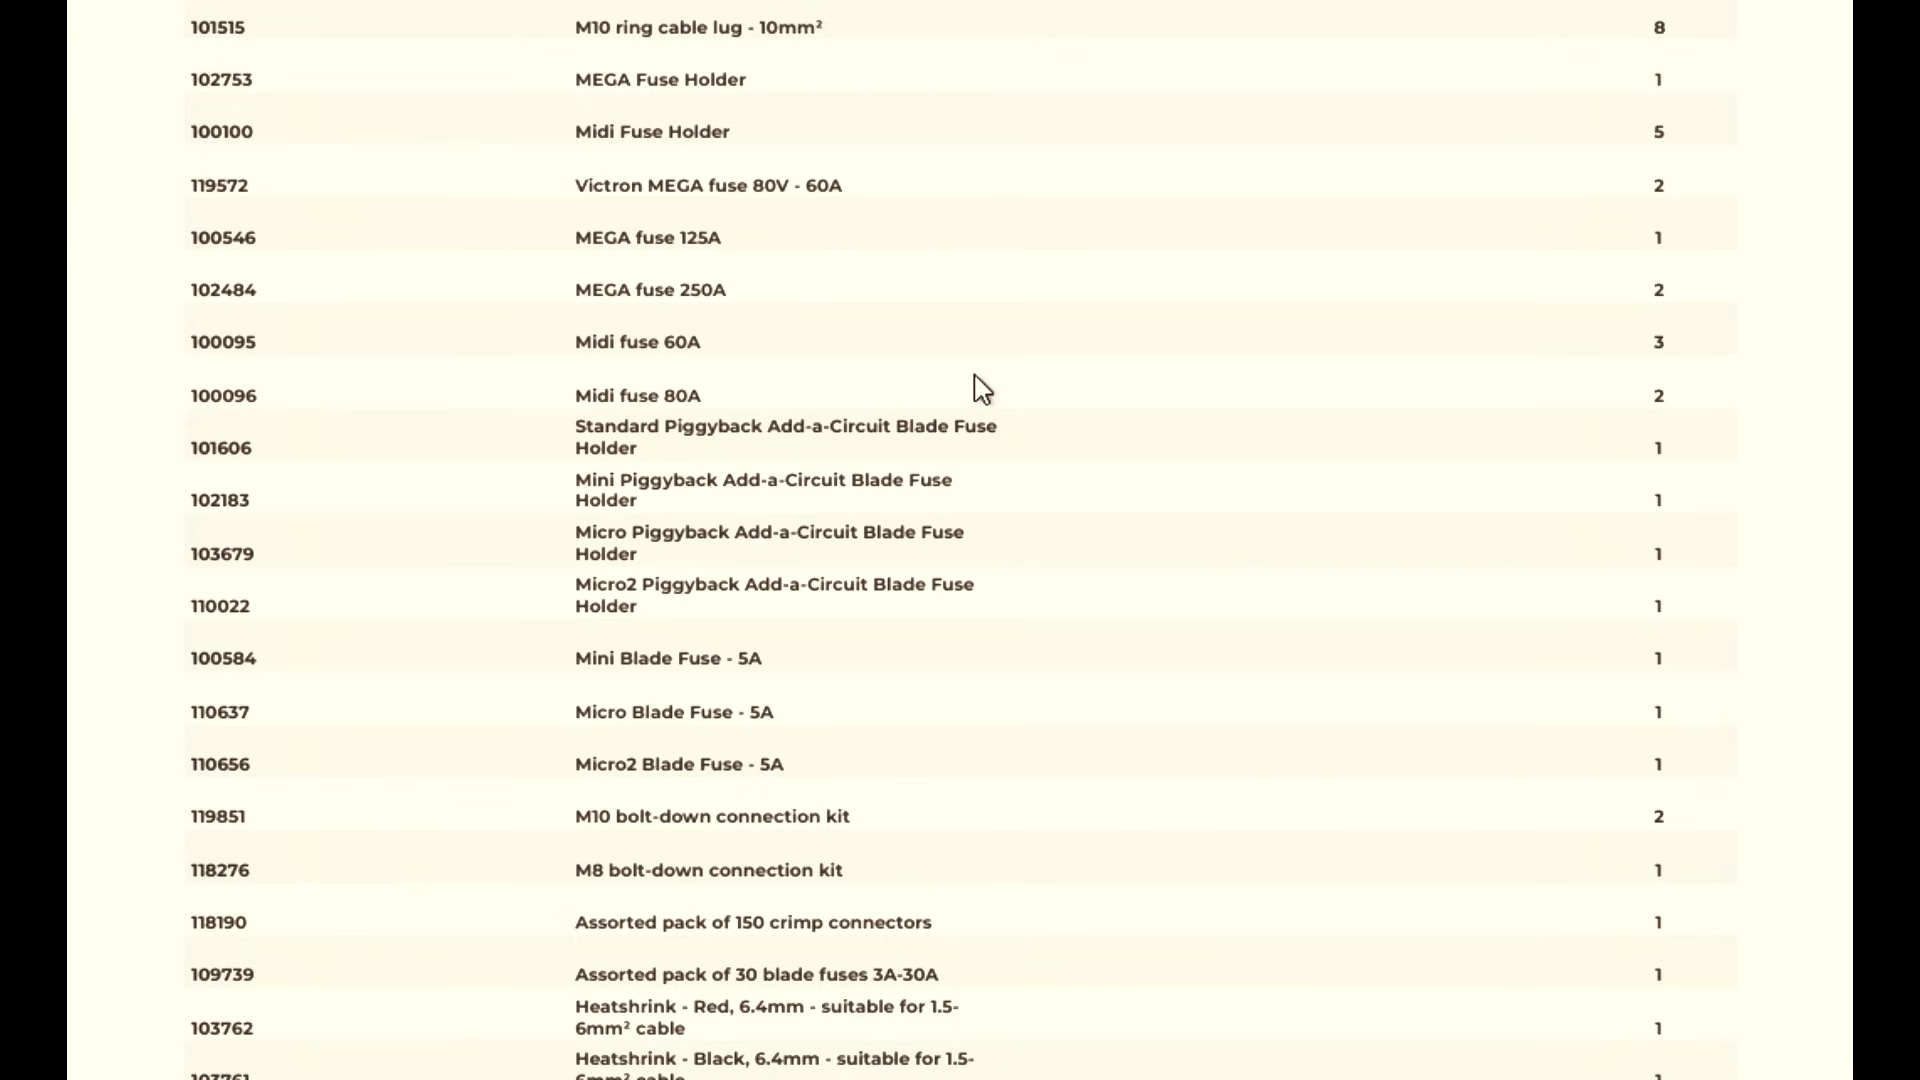 101515 M10 ring cable lug - 10mm² 8
102753 MEGA Fuse Holder 1
100100 Midi Fuse Holder 5
119572 Victron MEGA fuse 80V - 60A 2
100546 MEGA fuse 125A 1
102484 MEGA fuse 250A 2
100095 Midi fuse 60A 3
100096 Midi fuse 80A 2
Standard Piggyback Add-a-Circuit Blade Fuse
101606 Holder 1
Mini Piggyback Add-a-Circuit Blade Fuse
102183 Holder 1
Micro Piggyback Add-a-Circuit Blade Fuse
103679 Holder 1
Micro2 Piggyback Add-a-Circuit Blade Fuse
110022 Holder 1
100584 Mini Blade Fuse - 5A 1
110637 Micro Blade Fuse - 5A 1
110656 Micro2 Blade Fuse - 5A 1
119851 M10 bolt-down connection kit 2
118276 M8 bolt-down connection kit 1
118190 Assorted pack of 150 crimp connectors 1
109739 Assorted pack of 30 blade fuses 3A-30A 1
Heatshrink - Red, 6.4mm - suitable for 1.5-
103762 6mm² cable 1
Heatshrink - Black, 6.4mm - suitable for 1.5-
103761 6mm² cable 1